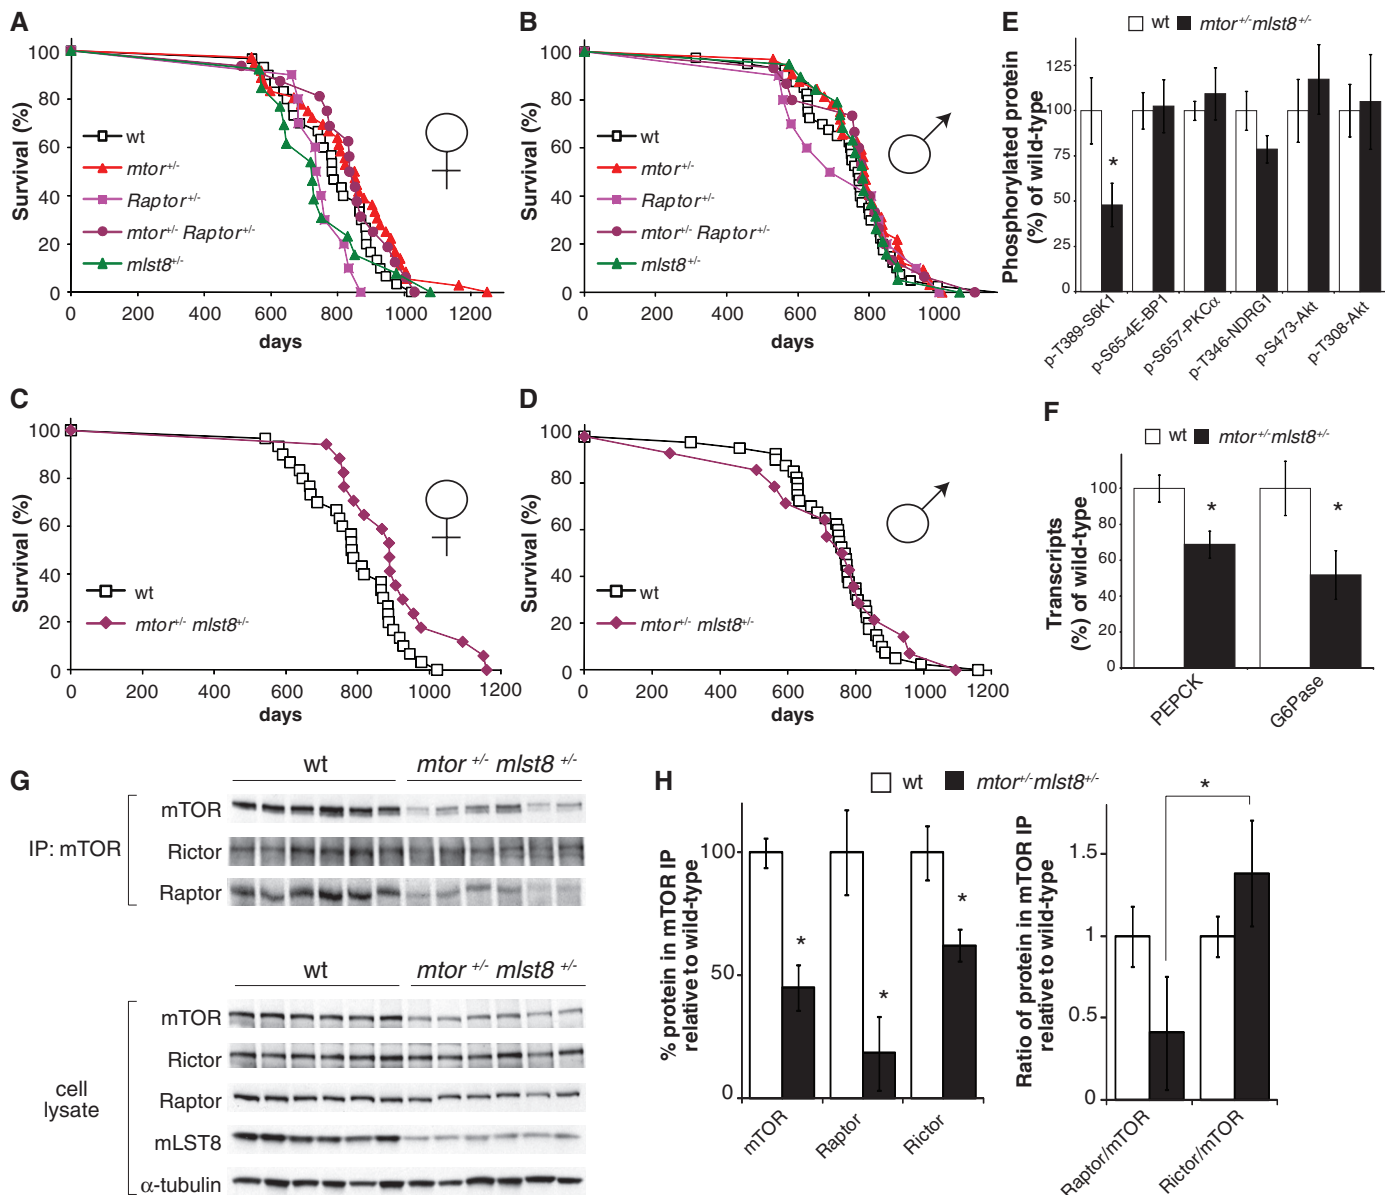 A
Survival (%)
100
80
60
40
20
0
wt
mtor+/-
Raptor+/-
mtor+/- Raptor+/-
mlst8+/-
0 200 400 600 800 1000 1200
days
B
Survival (%)
100
80
60
40
20
0
wt
mtor+/-
Raptor+/-
mtor+/- Raptor+/-
mlst8+/-
0 200 400 600 800 1000
days
E
wt mtor+/-mlst8+/-
Phosphorylated protein
(%) of wild-type
125
100
75
50
25
0
*
p-T389-S6K1
p-S65-4E-BP1
p-S657-PKCα
p-T346-NDRG1
p-S473-Akt
p-T308-Akt
C
Survival (%)
100
80
60
40
20
0
wt
mtor+/- mlst8+/-
0 200 400 600 800 1000 1200
days
D
Survival (%)
100
80
60
40
20
0
wt
mtor+/- mlst8+/-
0 200 400 600 800 1000 1200
days
F
wt mtor+/-mlst8+/-
Transcripts
(%) of wild-type
100
80
60
40
20
0
* *
PEPCK
G6Pase
G
wt mtor +/- mlst8 +/-
IP: mTOR
mTOR
Rictor
Raptor
wt mtor +/- mlst8 +/-
cell
lysate
mTOR
Rictor
Raptor
mLST8
α-tubulin
H
wt mtor+/-mlst8+/-
% protein in mTOR IP
relative to wild-type
100
50
0
* * *
mTOR
Raptor
Rictor
Ratio of protein in mTOR IP
relative to wild-type
1.5
1
0.5
0
*
Raptor/mTOR
Rictor/mTOR